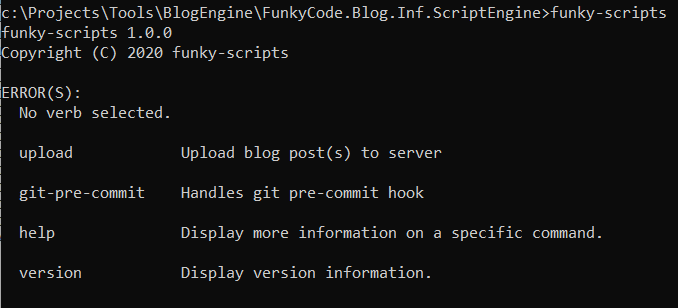 c:\Projects\Tools\BlogEngine\FunkyCode.Blog.Inf.ScriptEngine>funky-scripts
funky-scripts 1.0.0
Copyright (C) 2020 funky-scripts
ERROR(S):
No verb selected.
upload Upload blog post(s) to server
git-pre-commit Handles git pre-commit hook
help Display more information on a specific command.
version Display version information.